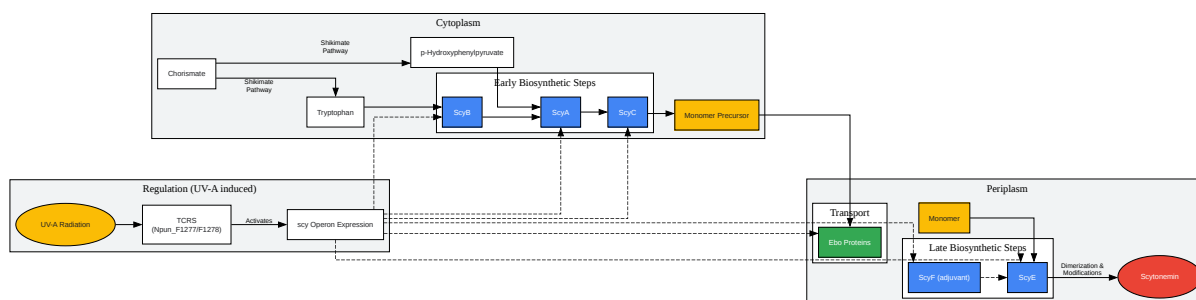 Cytoplasm
Shikimate
Pathway
p-Hydroxyphenylpyruvate
Chorismate
Shikimate
Pathway
Early Biosynthetic Steps
Tryptophan
ScyB
ScyA
ScyC
Monomer Precursor
Regulation (UV-A induced)
UV-A Radiation
TCRS
(Npun_F1277/F1278)
Activates
scy Operon Expression
Periplasm
Transport
Ebo Proteins
Monomer
Late Biosynthetic Steps
ScyF (adjuvant)
ScyE
Dimerization &
Modifications
Scytonemin